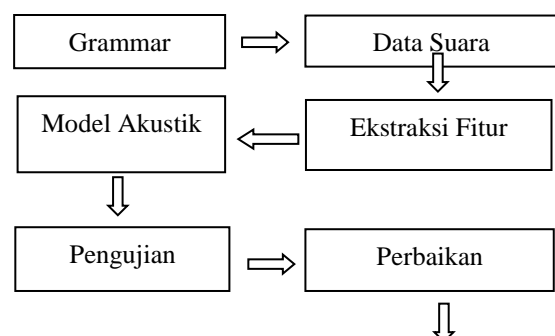 Grammar
Data Suara
Model Akustik
Ekstraksi Fitur
Pengujian
Perbaikan